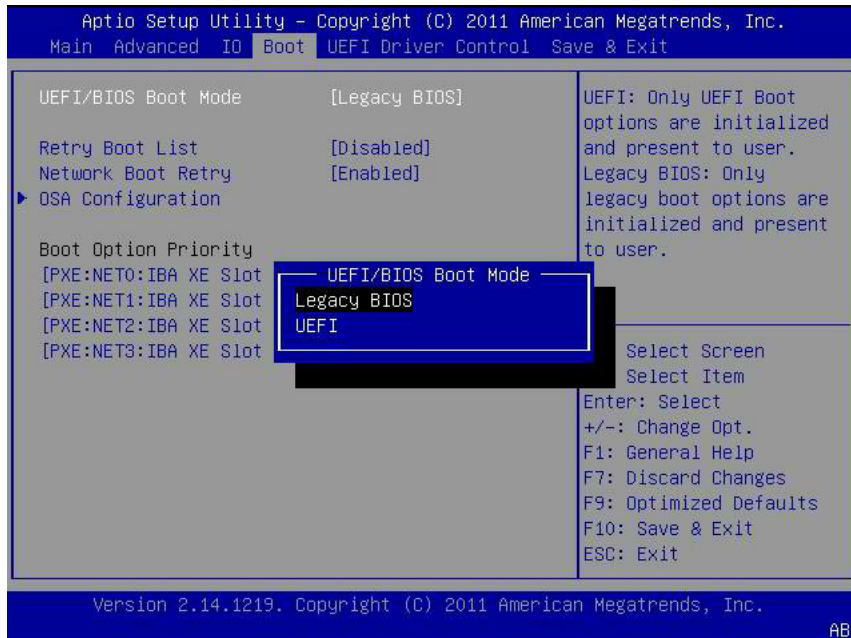 Aptio Setup Utility – Copyright (C) 2011 American Megatrends, Inc.
Main Advanced IO Boot UEFI Driver Control Save & Exit
UEFI/BIOS Boot Mode [Legacy BIOS]
Retry Boot List [Disabled]
Network Boot Retry [Enabled]
OSA Configuration
Boot Option Priority
[PXE:NET0:IBA XE Slot
[PXE:NET1:IBA XE Slot
[PXE:NET2:IBA XE Slot
[PXE:NET3:IBA XE Slot
UEFI/BIOS Boot Mode
Legacy BIOS
UEFI
UEFI: Only UEFI Boot
options are initialized
and present to user.
Legacy BIOS: Only
legacy boot options are
initialized and present
to user.
Select Screen
Select Item
Enter: Select
+/-: Change Opt.
F1: General Help
F7: Discard Changes
F9: Optimized Defaults
F10: Save & Exit
ESC: Exit
Version 2.14.1219. Copyright (C) 2011 American Megatrends, Inc.
AB